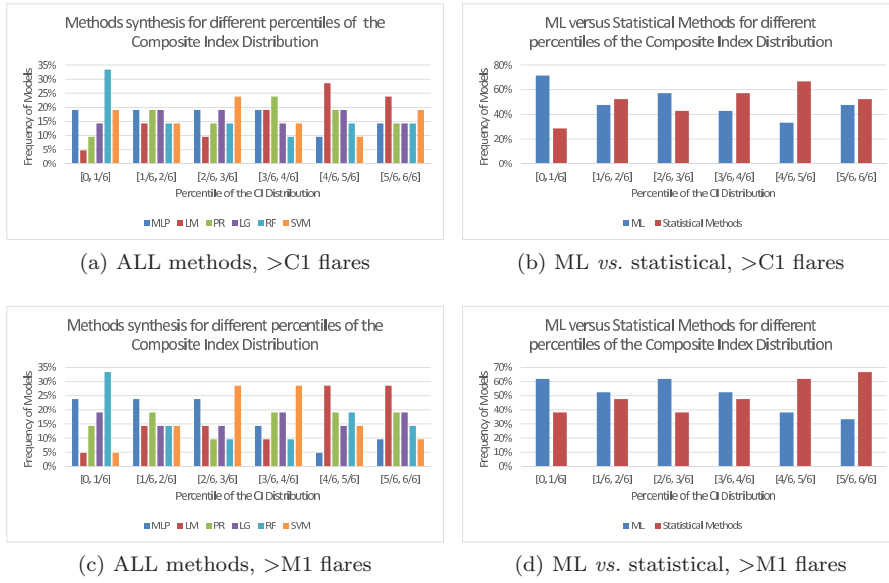 Methods synthesis for different percentiles of the
Composite Index Distribution
Frequency of Models
35%
30%
25%
20%
15%
10%
5%
0%
[0, 1/6] [1/6, 2/6] [2/6, 3/6] [3/6, 4/6] [4/6, 5/6] [5/6, 6/6]
Percentile of the CI Distribution
MLP LM PR LG RF SVM
(a) ALL methods, >C1 flares
ML versus Statistical Methods for different
percentiles of the Composite Index Distribution
Frequency of Models
80%
60%
40%
20%
0%
[0, 1/6] [1/6, 2/6] [2/6, 3/6] [3/6, 4/6] [4/6, 5/6] [5/6, 6/6]
Percentile of the CI Distribution
ML Statistical Methods
(b) ML vs. statistical, >C1 flares
Methods synthesis for different percentiles of the
Composite Index Distribution
Frequency of Models
35%
30%
25%
20%
15%
10%
5%
0%
[0, 1/6] [1/6, 2/6] [2/6, 3/6] [3/6, 4/6] [4/6, 5/6] [5/6, 6/6]
Percentile of the CI Distribution
MLP LM PR LG RF SVM
(c) ALL methods, >M1 flares
ML versus Statistical Methods for different
percentiles of the Composite Index Distribution
Frequency of Models
70%
60%
50%
40%
30%
20%
10%
0%
[0, 1/6] [1/6, 2/6] [2/6, 3/6] [3/6, 4/6] [4/6, 5/6] [5/6, 6/6]
Percentile of the CI Distribution
ML Statistical Methods
(d) ML vs. statistical, >M1 flares